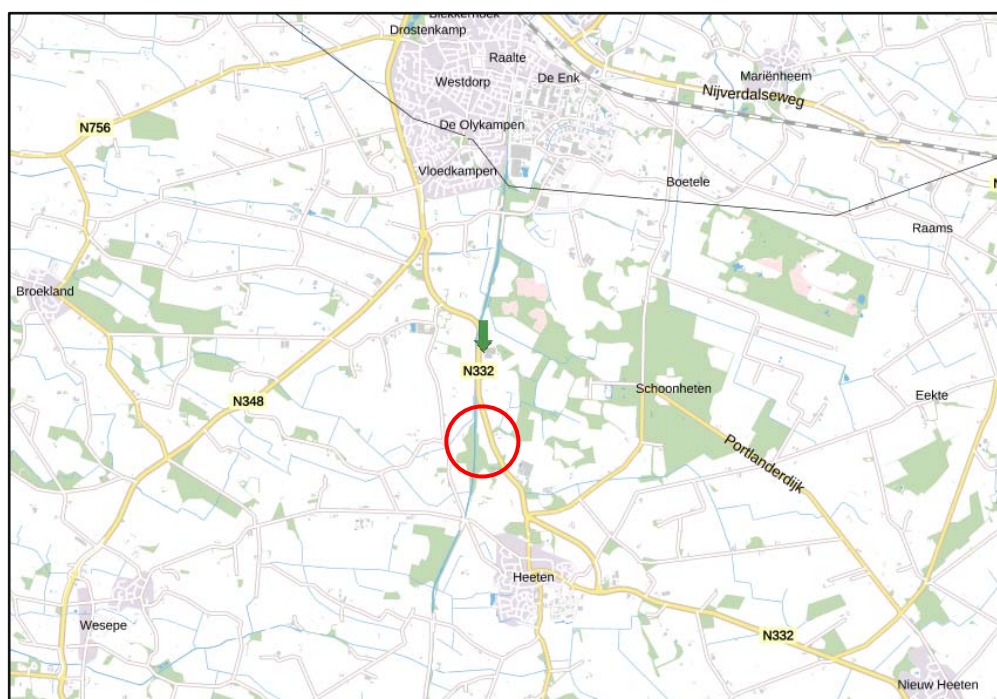 Drostenkamp
Raalte
Westdorp
De Enk
Mariënheem
Nijverdalseweg
N756
De Olykampen
Vloedkampen
Boetele
Raams
Broekland
N332
Schoonheten
Eekte
N348
Portlanderdijk
Heeten
Wesepe
N332
Nieuw Heeten